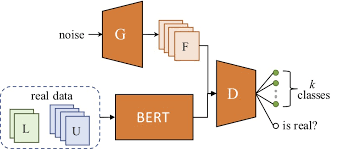 noise
G
F
real data
L
U
BERT
D
k
classes
is real?